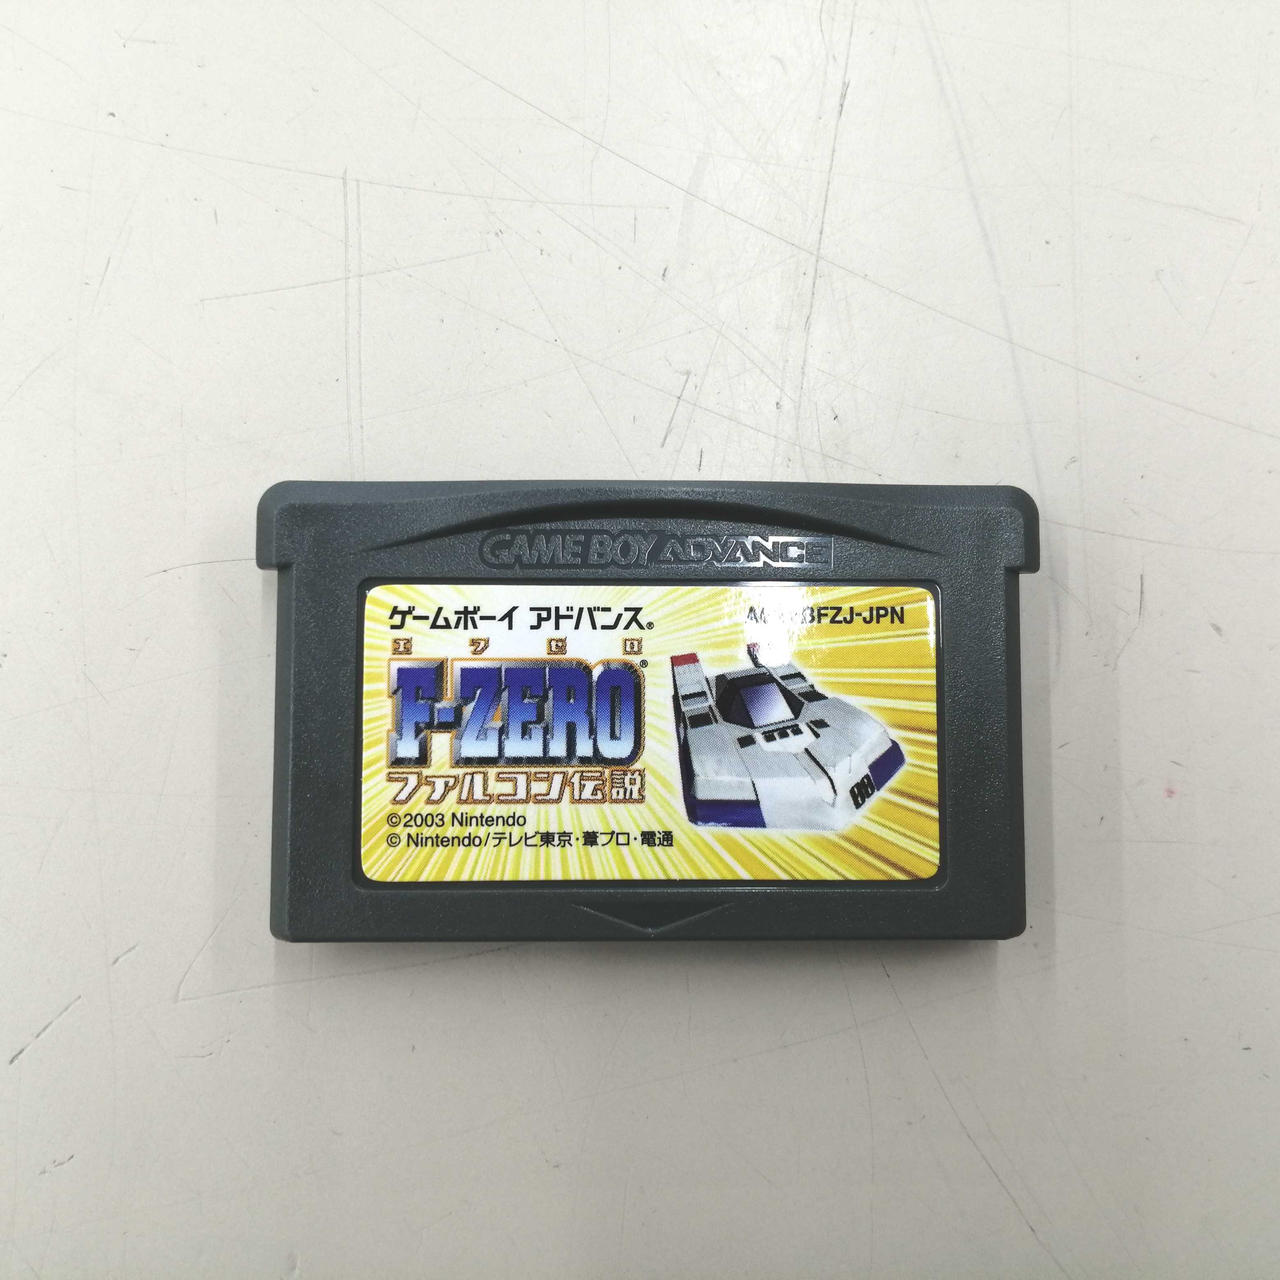 GAME BOY ADVANCE
ゲームボーイ アドバンス®
BFZJ-JPN
エフゼロ
F-ZERO®
ファルコン伝説
©2003 Nintendo
© Nintendo/テレビ東京・葦プロ・電通